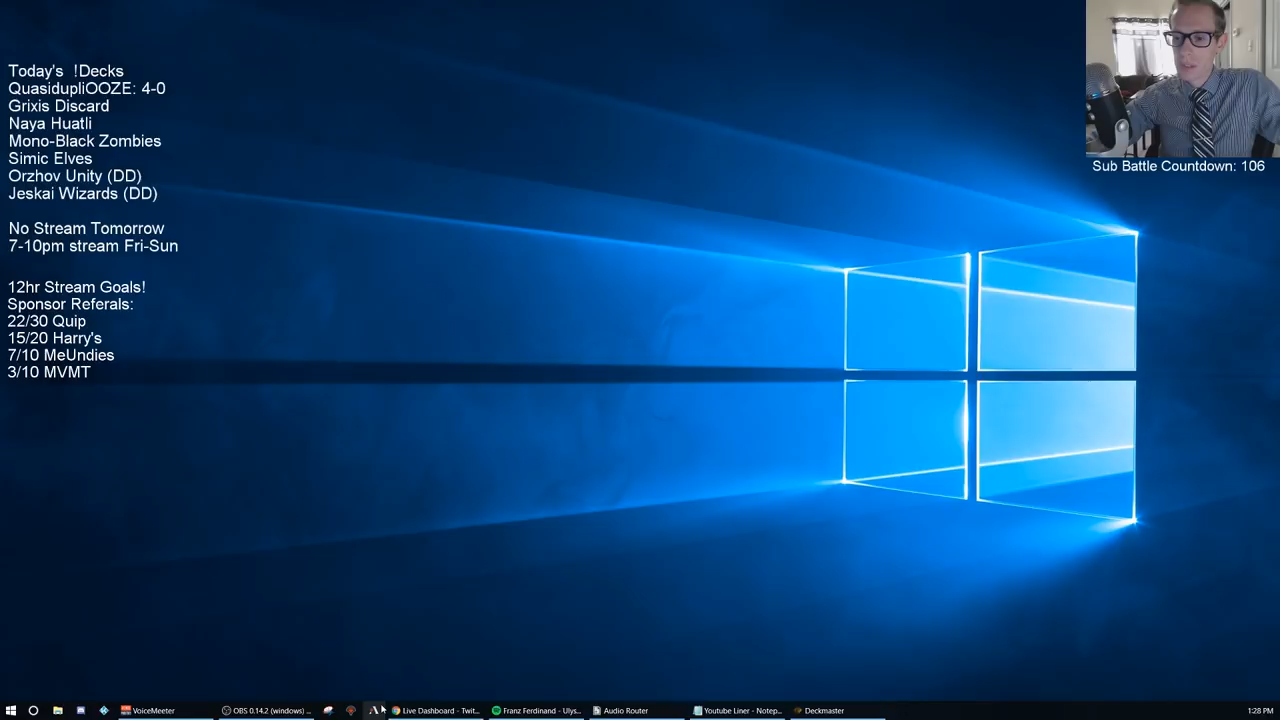 Today's !Decks
QuasidupliOOZE: 4-0
Grixis Discard
Naya Huatli
Mono-Black Zombies
Simic Elves
Orzhov Unity (DD)
Jeskai Wizards (DD)
No Stream Tomorrow
7-10pm stream Fri-Sun
12hr Stream Goals!
Sponsor Referals:
22/30 Quip
15/20 Harry's
7/10 MeUndies
3/10 MVMT
Sub Battle Countdown: 106
VoiceMeeter
OBS 0.14.2 (windows) ...
Live Dashboard - Twit...
Franz Ferdinand - Ulys...
Audio Router
Youtube Liner - Notep...
Deckmaster
1:28 PM